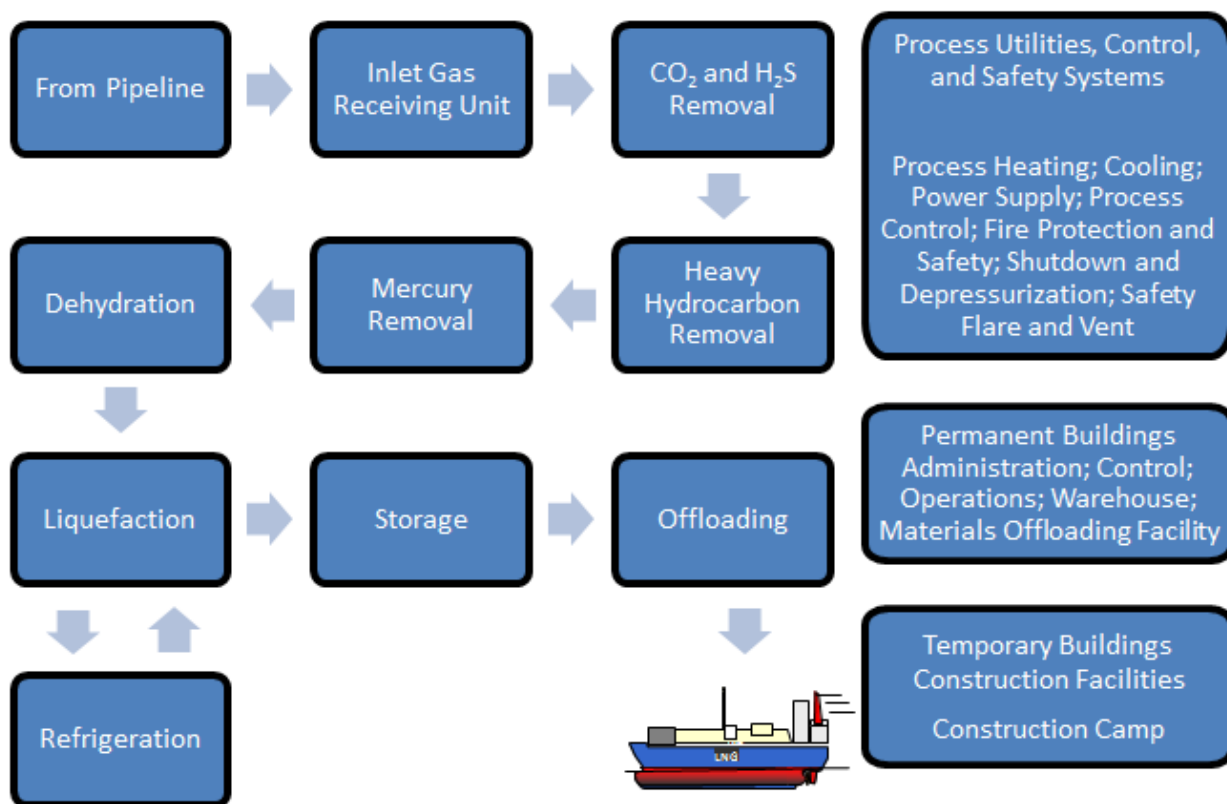 From Pipeline
Inlet Gas
Receiving Unit
CO₂ and H₂S
Removal
Process Utilities, Control,
and Safety Systems
Process Heating; Cooling;
Power Supply; Process
Control; Fire Protection and
Safety; Shutdown and
Depressurization; Safety
Flare and Vent
Dehydration
Mercury
Removal
Heavy
Hydrocarbon
Removal
Liquefaction
Storage
Offloading
Permanent Buildings
Administration; Control;
Operations; Warehouse;
Materials Offloading Facility
Refrigeration
LNG
Temporary Buildings
Construction Facilities
Construction Camp